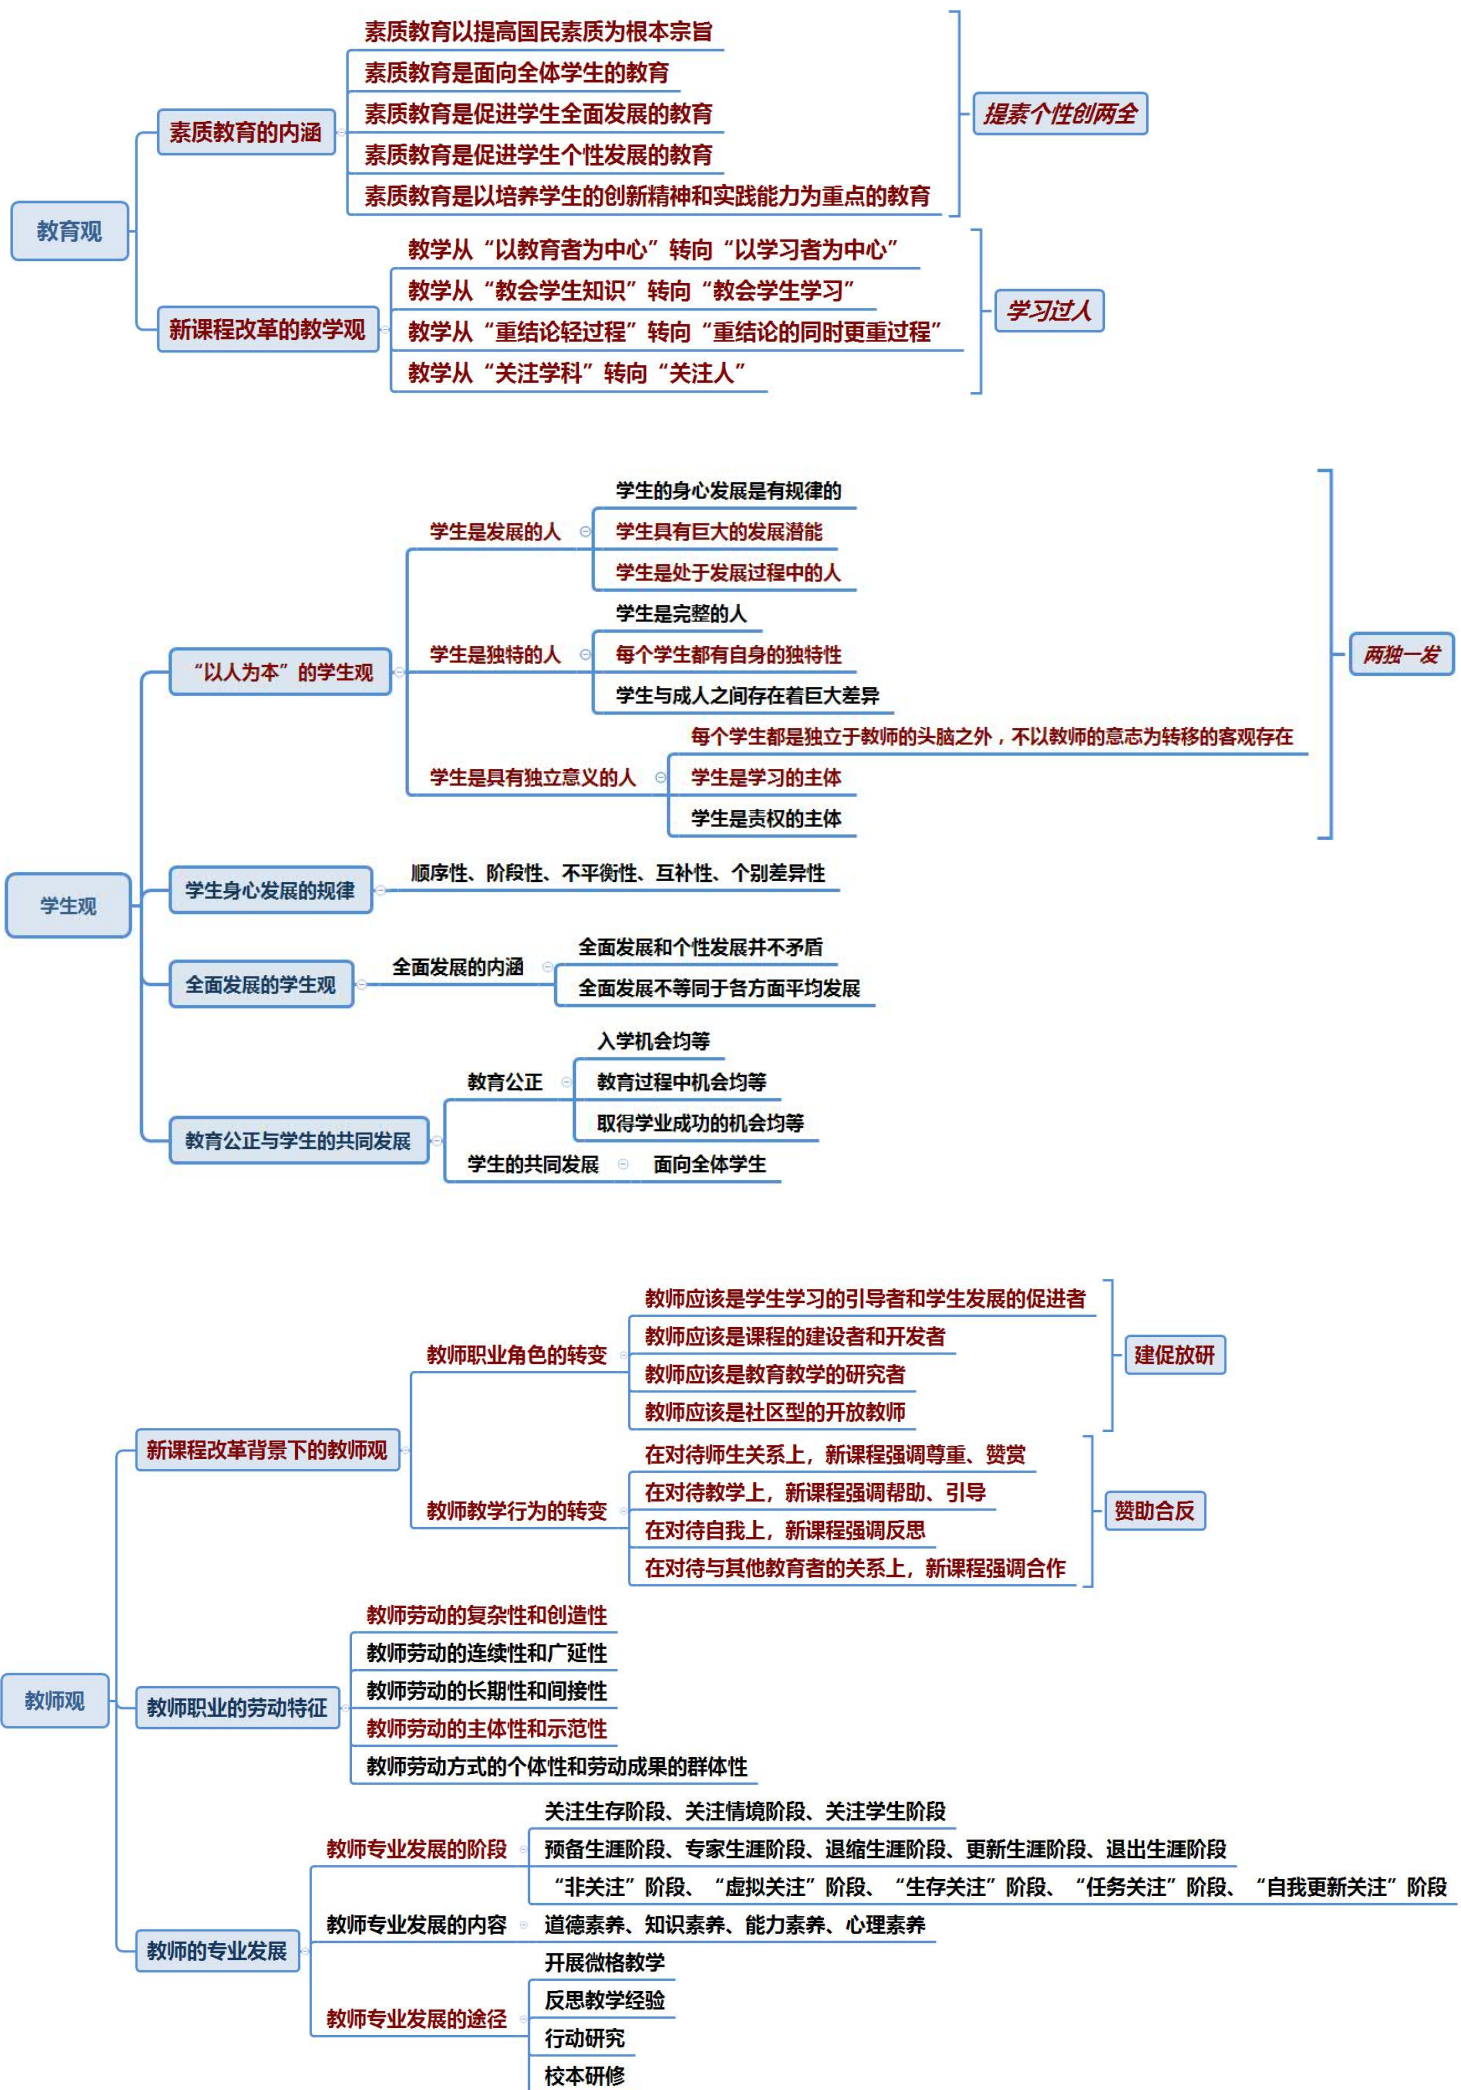 教育观
素质教育的内涵
素质教育以提高国民素质为根本宗旨
素质教育是面向全体学生的教育
素质教育是促进学生全面发展的教育
素质教育是促进学生个性发展的教育
素质教育是以培养学生的创新精神和实践能力为重点的教育
提素个性创两全
新课程改革的教学观
教学从“以教育者为中心”转向“以学习者为中心”
教学从“教会学生知识”转向“教会学生学习”
教学从“重结论轻过程”转向“重结论的同时更重过程”
教学从“关注学科”转向“关注人”
学习过人
学生观
“以人为本”的学生观
学生是发展的人
学生的身心发展是有规律的
学生具有巨大的发展潜能
学生是处于发展过程中的人
学生是独特的人
学生是完整的人
每个学生都有自身的独特性
学生与成人之间存在着巨大差异
学生是具有独立意义的人
每个学生都是独立于教师的头脑之外，不以教师的意志为转移的客观存在
学生是学习的主体
学生是责权的主体
两独一发
学生身心发展的规律
顺序性、阶段性、不平衡性、互补性、个别差异性
全面发展的学生观
全面发展的内涵
全面发展和个性发展并不矛盾
全面发展不等同于各方面平均发展
教育公正与学生的共同发展
教育公正
入学机会均等
教育过程中机会均等
取得学业成功的机会均等
学生的共同发展
面向全体学生
教师观
新课程改革背景下的教师观
教师职业角色的转变
教师应该是学生学习的引导者和学生发展的促进者
教师应该是课程的建设者和开发者
教师应该是教育教学的研究者
教师应该是社区型的开放教师
建促放研
教师教学行为的转变
在对待师生关系上，新课程强调尊重、赞赏
在对待教学上，新课程强调帮助、引导
在对待自我上，新课程强调反思
在对待与其他教育者的关系上，新课程强调合作
赞助合反
教师职业的劳动特征
教师劳动的复杂性和创造性
教师劳动的连续性和广延性
教师劳动的长期性和间接性
教师劳动的主体性和示范性
教师劳动方式的个体性和劳动成果的群体性
教师的专业发展
教师专业发展的阶段
关注生存阶段、关注情境阶段、关注学生阶段
预备生涯阶段、专家生涯阶段、退缩生涯阶段、更新生涯阶段、退出生涯阶段
“非关注”阶段、“虚拟关注”阶段、“生存关注”阶段、“任务关注”阶段、“自我更新关注”阶段
教师专业发展的内容
道德素养、知识素养、能力素养、心理素养
教师专业发展的途径
开展微格教学
反思教学经验
行动研究
校本研修